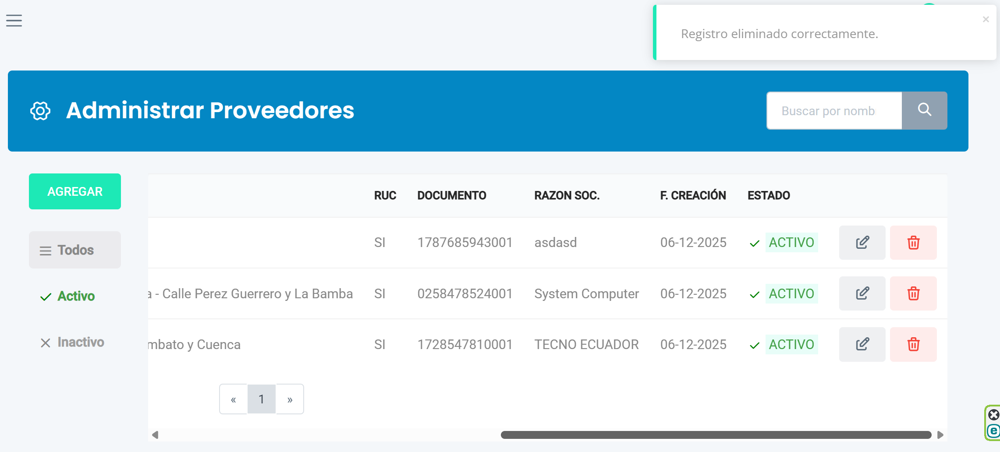 Registro eliminado correctamente.
Administrar Proveedores
Buscar por nomb
AGREGAR
Todos
Activo
Inactivo
RUC DOCUMENTO RAZON SOC. F. CREACIÓN ESTADO
SI 1787685943001 asdasd 06-12-2025 ACTIVO
a - Calle Perez Guerrero y La Bamba SI 0258478524001 System Computer 06-12-2025 ACTIVO
mbato y Cuenca SI 1728547810001 TECNO ECUADOR 06-12-2025 ACTIVO
« 1 »
e